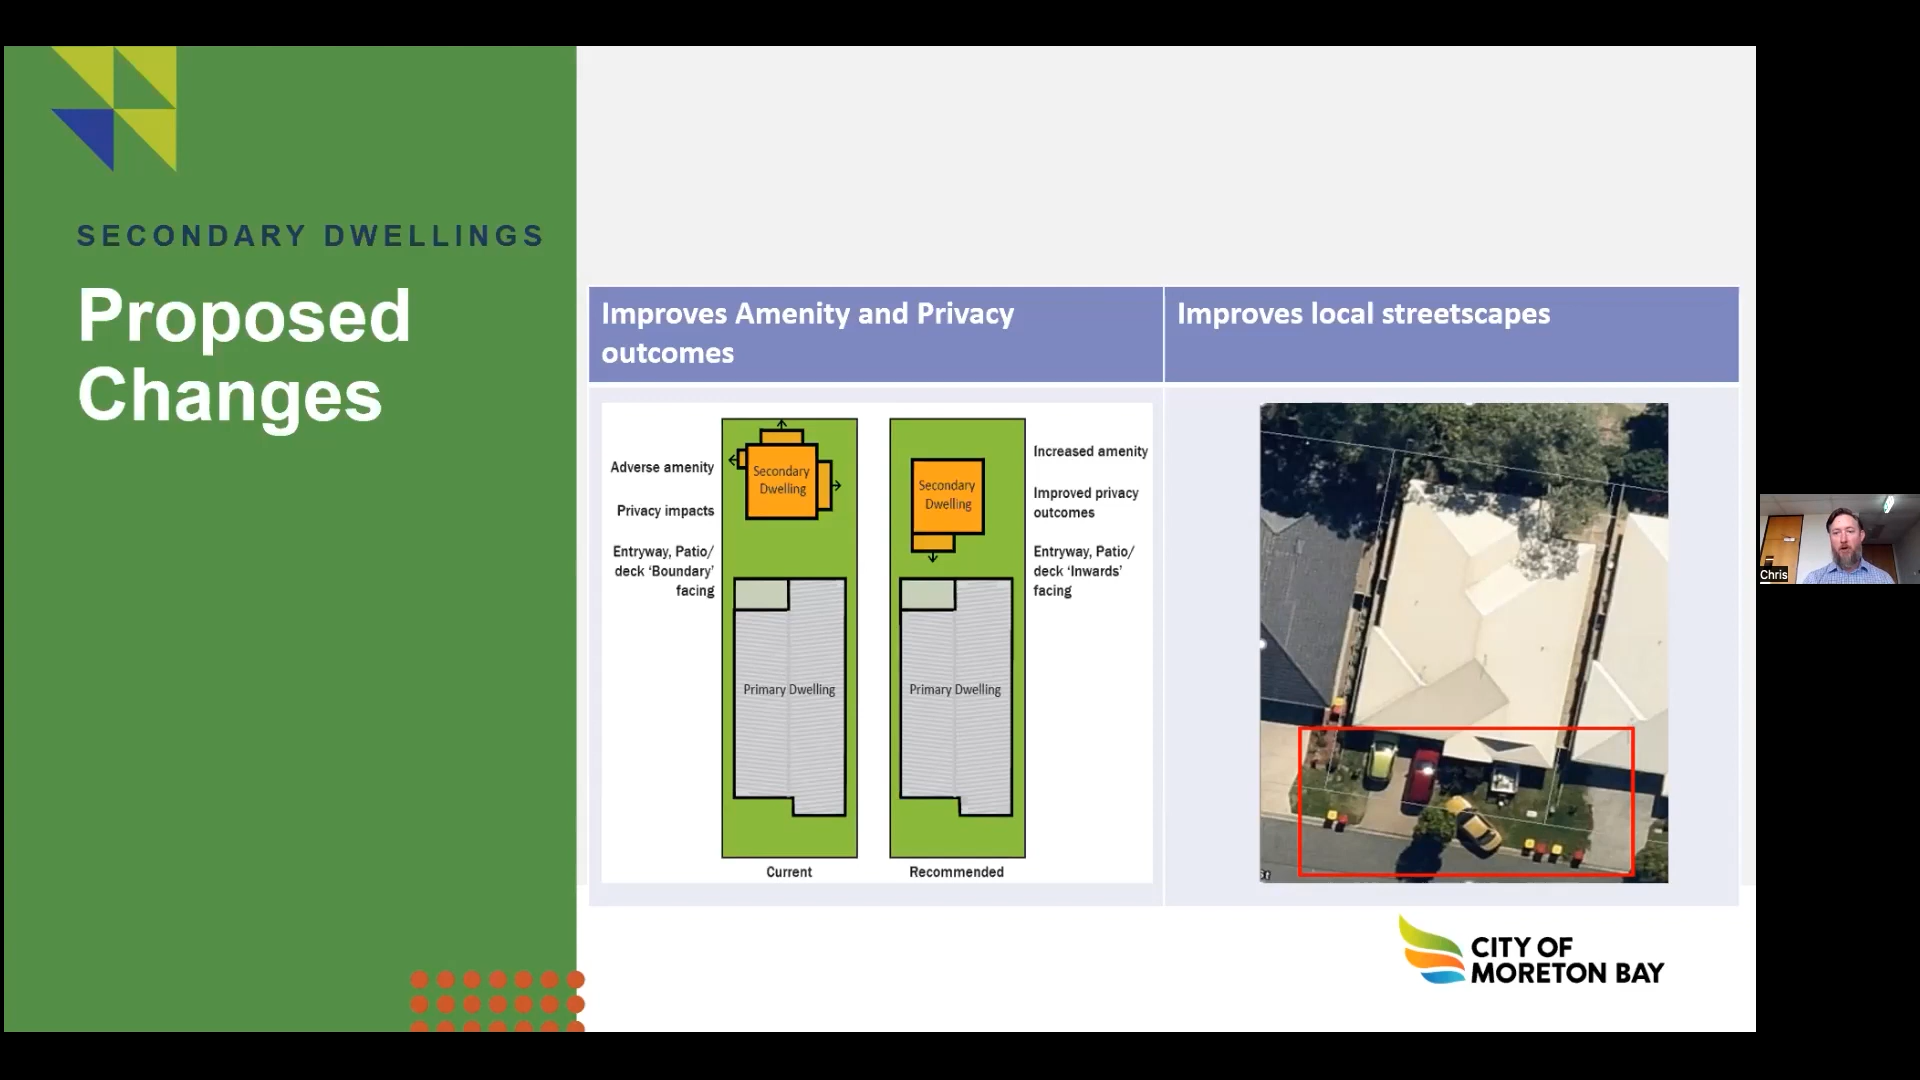 SECONDARY DWELLINGS
Proposed
Changes
Improves Amenity and Privacy
outcomes
Improves local streetscapes
Adverse amenity
Privacy impacts
Entryway, Patio/
deck ‘Boundary’
facing
Secondary
Dwelling
Primary Dwelling
Current
Secondary
Dwelling
Primary Dwelling
Recommended
Increased amenity
Improved privacy
outcomes
Entryway, Patio/
deck ‘Inwards’
facing
St
CITY OF
MORETON BAY
Chris